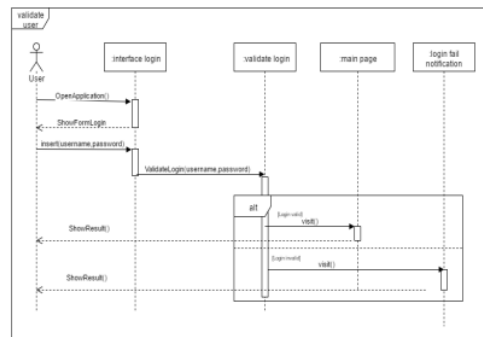 validate
user
User
:interface login
:validate login
:main page
:login fail
notification
OpenApplication()
ShowFormLogin
insert(username,password)
ValidateLogin(username,password)
alt
[Login valid]
visit()
ShowResult()
[Login invalid]
visit()
ShowResult()